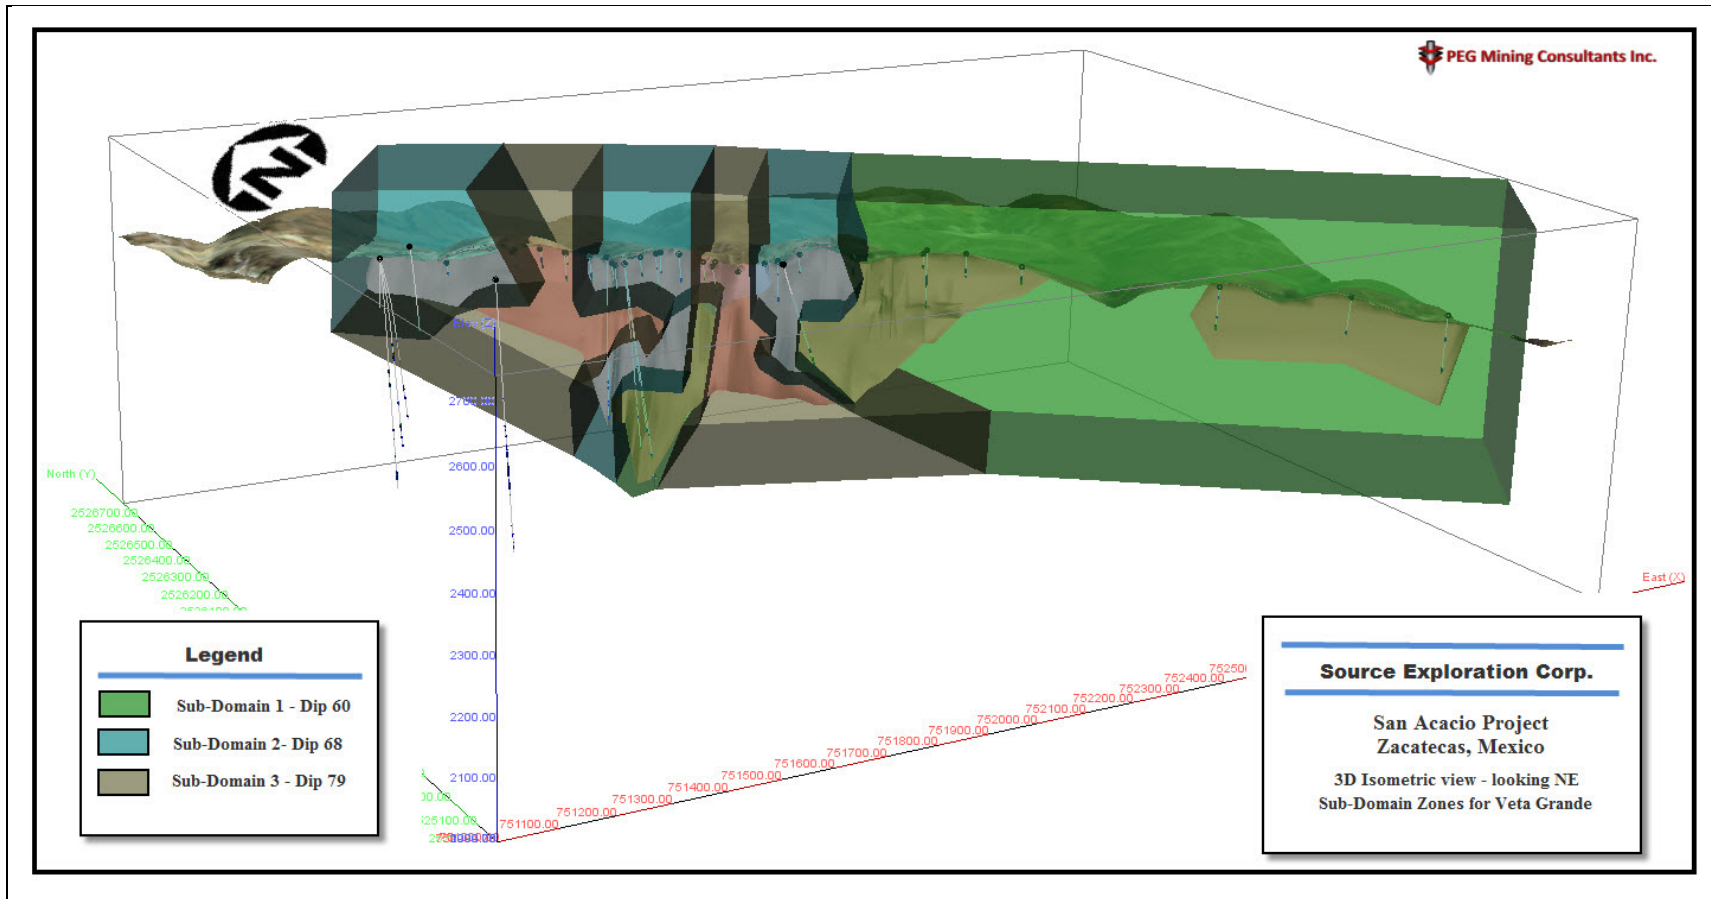 PEG Mining Consultants Inc.
N
Elev (Z)
2700.00
2600.00
2500.00
2400.00
2300.00
2200.00
2100.00
North (Y)
2526700.00
2526600.00
2526500.00
2526400.00
2526300.00
2526200.00
East (X)
752400.00
752300.00
752200.00
752100.00
752000.00
751900.00
751800.00
751700.00
751600.00
751500.00
751400.00
751300.00
751200.00
751100.00
Legend
Sub-Domain 1 - Dip 60
Sub-Domain 2- Dip 68
Sub-Domain 3 - Dip 79
Source Exploration Corp.
San Acacio Project
Zacatecas, Mexico
3D Isometric view - looking NE
Sub-Domain Zones for Veta Grande